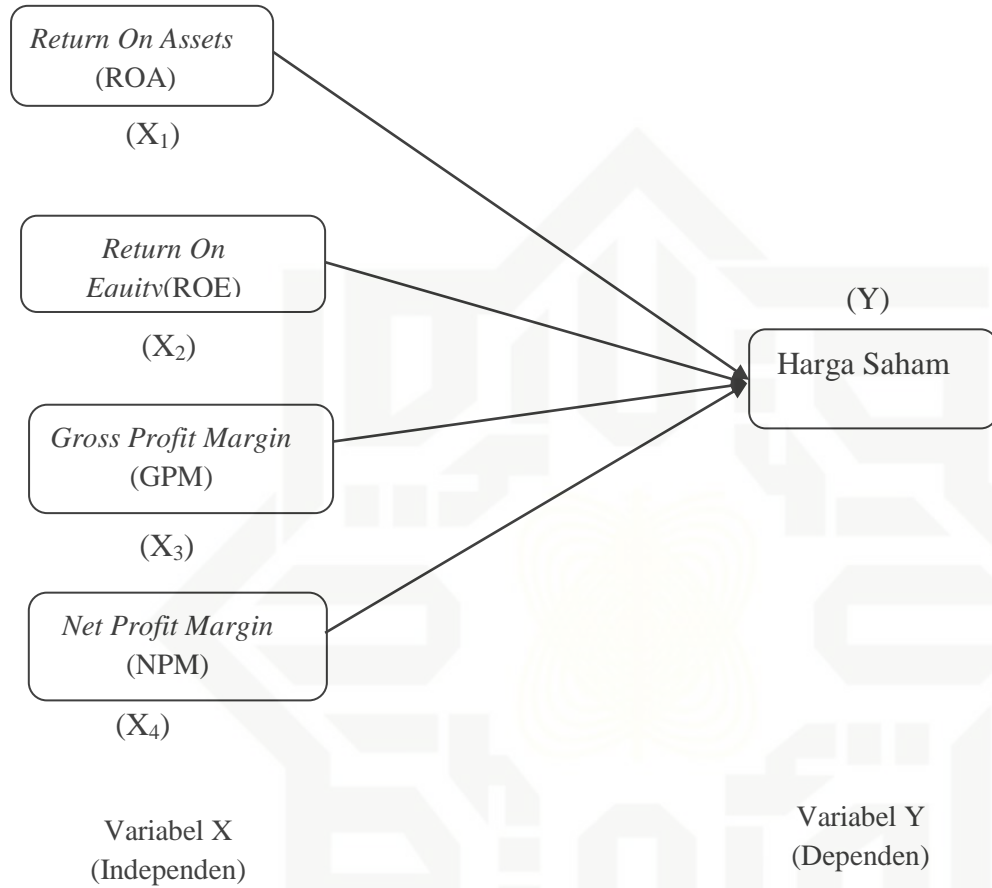 Return On Assets
(ROA)
(X₁)
Return On
Equity(ROE)
(X₂)
Gross Profit Margin
(GPM)
(X₃)
Net Profit Margin
(NPM)
(X₄)
(Y)
Harga Saham
Variabel X
(Independen)
Variabel Y
(Dependen)